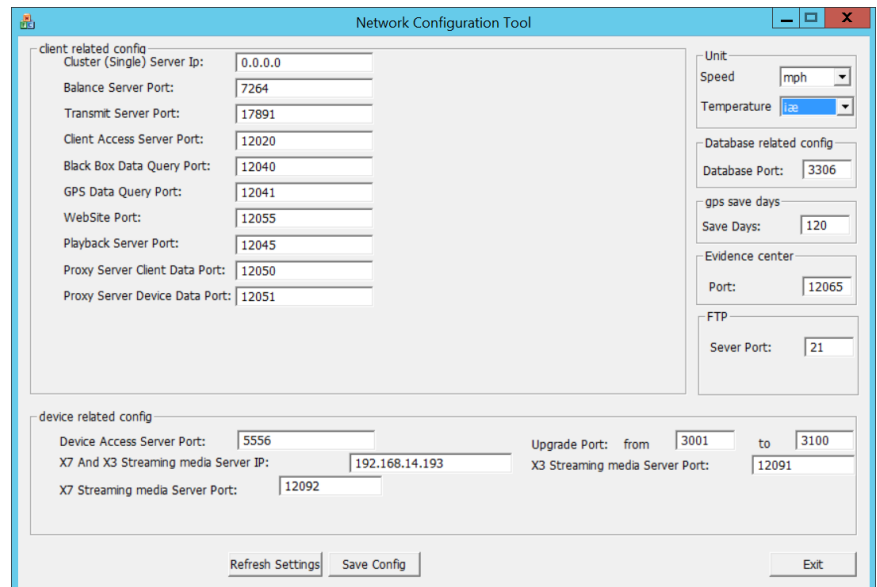 Network Configuration Tool
client related config
Cluster (Single) Server Ip: 0.0.0.0
Balance Server Port: 7264
Transmit Server Port: 17891
Client Access Server Port: 12020
Black Box Data Query Port: 12040
GPS Data Query Port: 12041
WebSite Port: 12055
Playback Server Port: 12045
Proxy Server Client Data Port: 12050
Proxy Server Device Data Port: 12051
Unit
Speed mph
Temperature iæ
Database related config
Database Port: 3306
gps save days
Save Days: 120
Evidence center
Port: 12065
FTP
Sever Port: 21
device related config
Device Access Server Port: 5556
Upgrade Port: from 3001 to 3100
X7 And X3 Streaming media Server IP: 192.168.14.193
X3 Streaming media Server Port: 12091
X7 Streaming media Server Port: 12092
Refresh Settings Save Config Exit